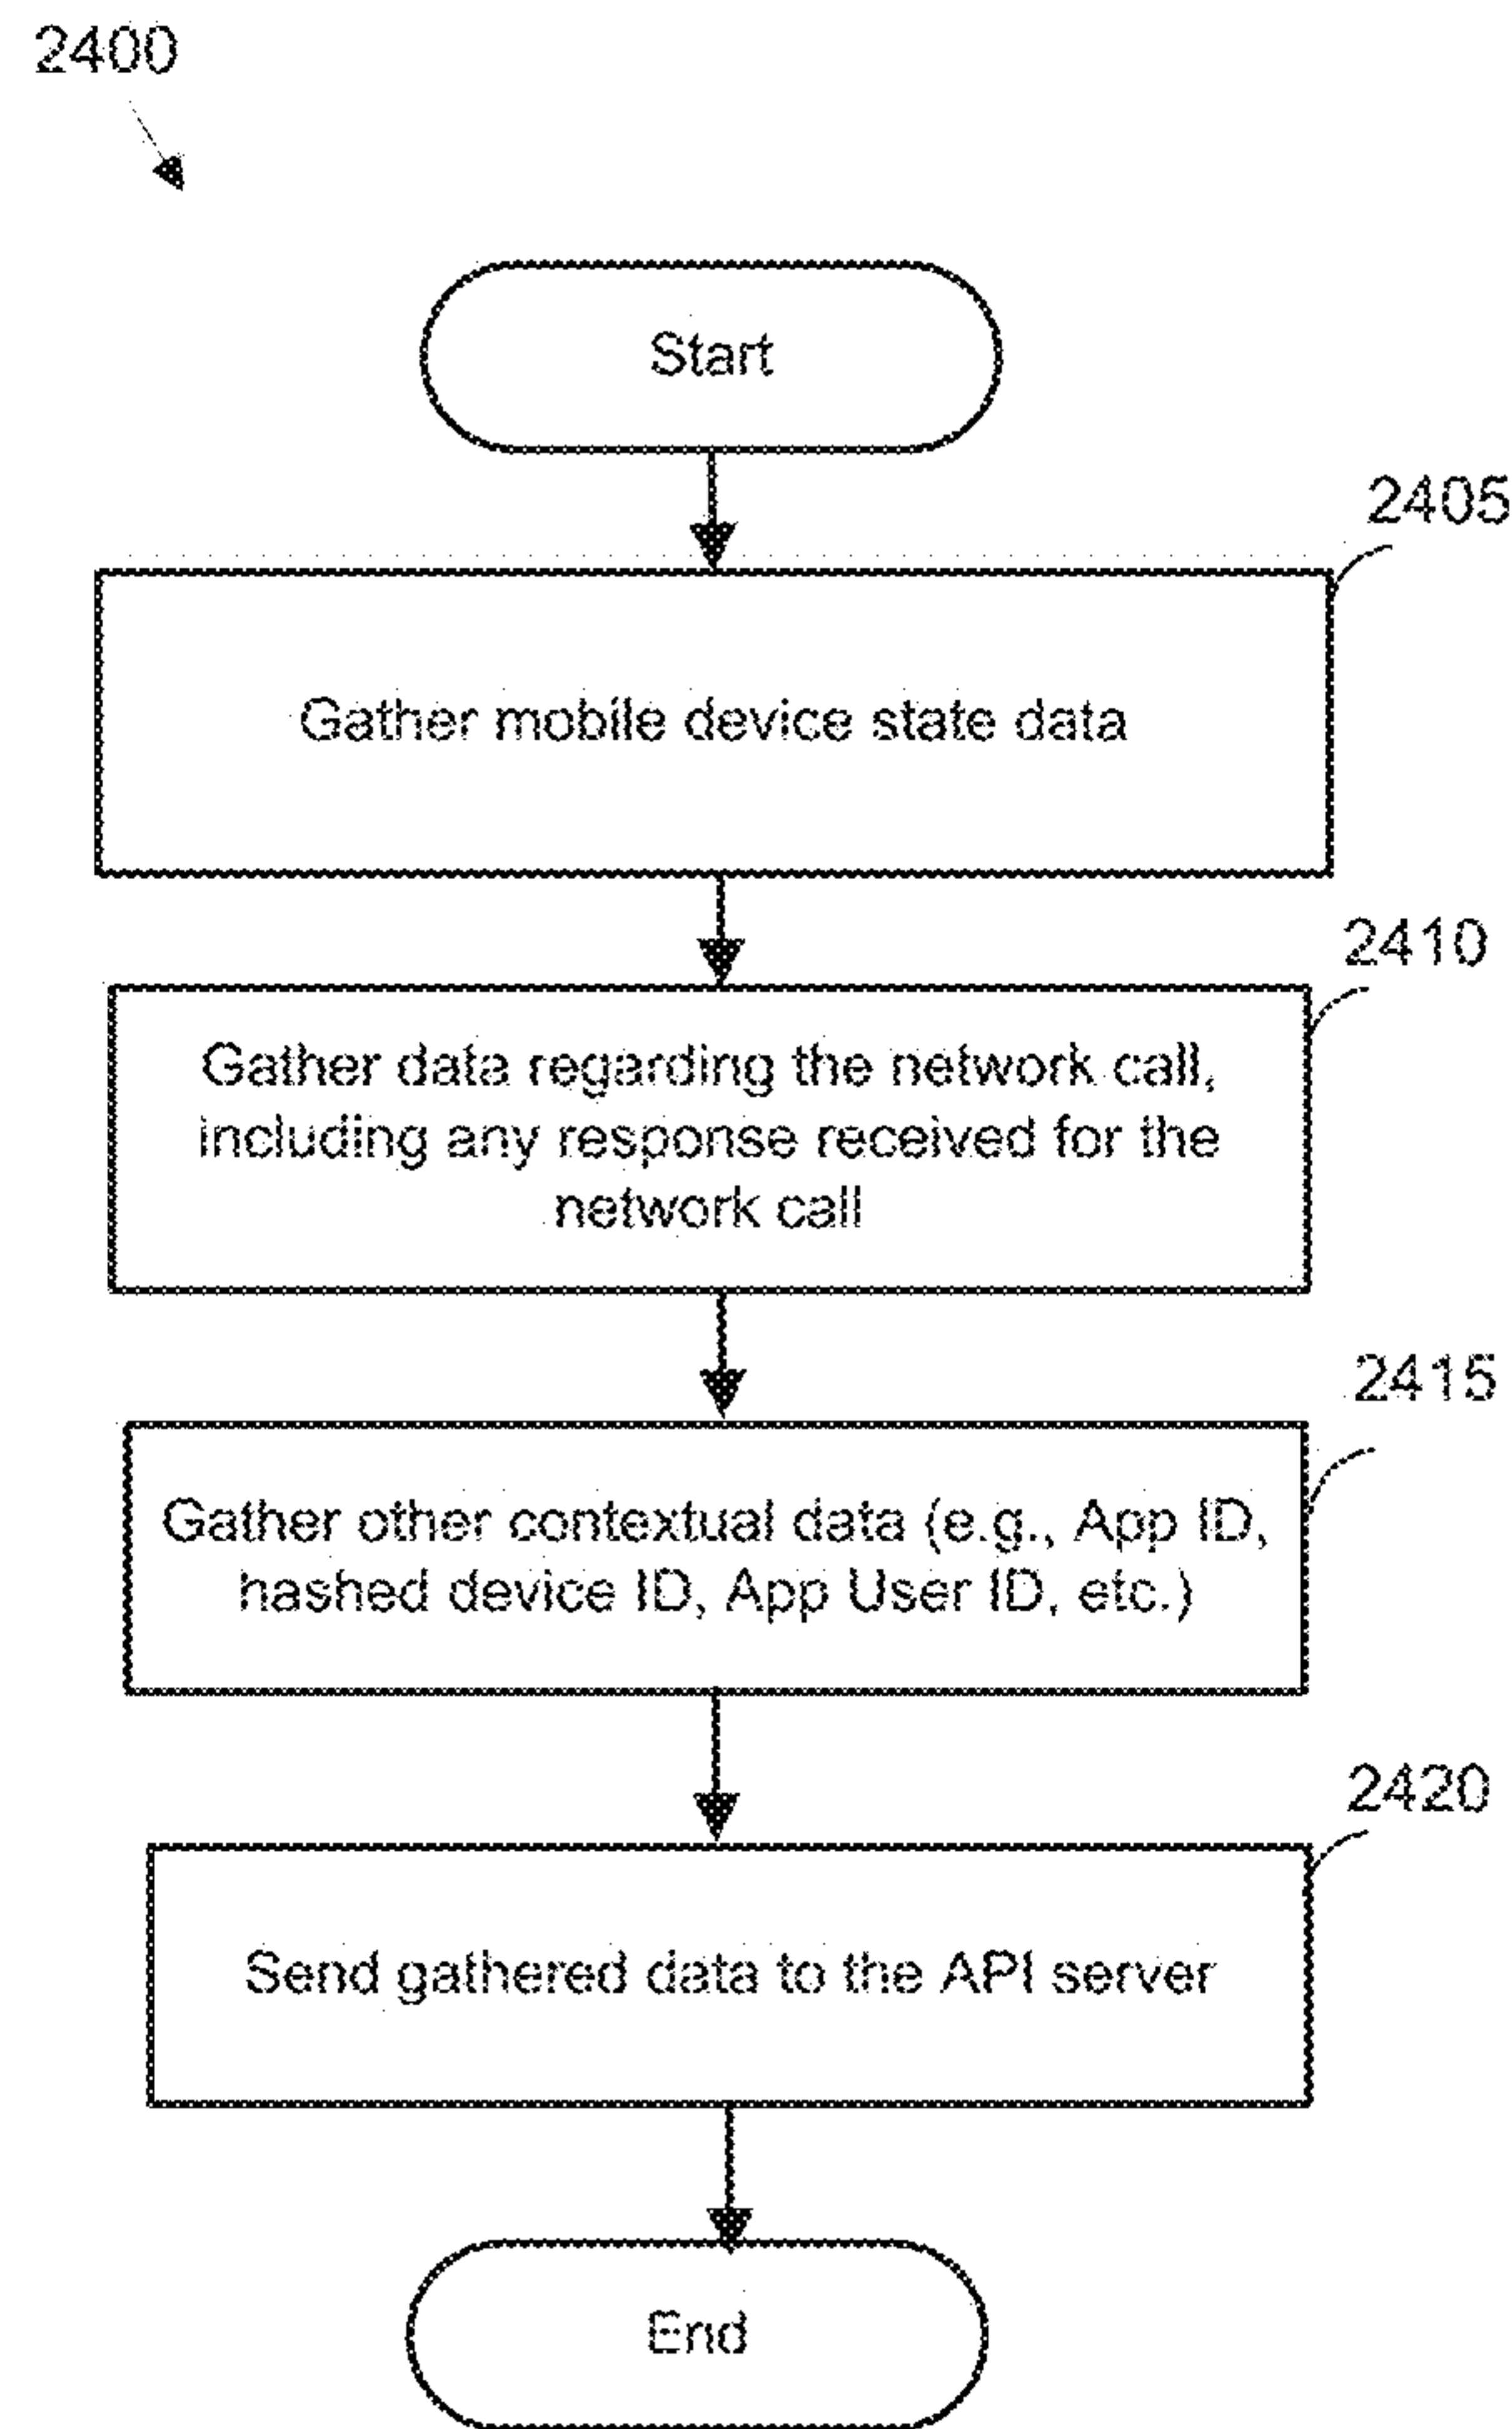 2400
Start
2405
Gather mobile device state data
2410
Gather data regarding the network call,
including any response received for the
network call
2415
Gather other contextual data (e.g., App ID,
hashed device ID, App User ID, etc.)
2420
Send gathered data to the API server
End